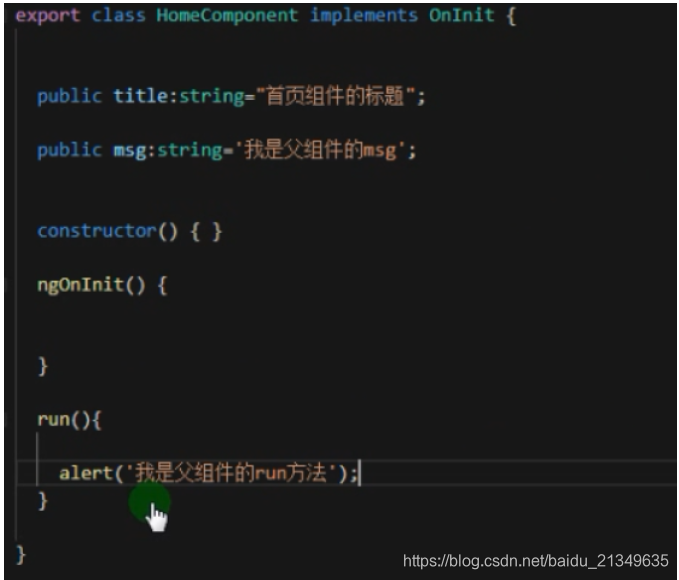 export class HomeComponent implements OnInit {
public title:string="首页组件的标题";
public msg:string='我是父组件的msg';
constructor() { }
ngOnInit() {
}
run(){
alert('我是父组件的run方法');
}
}
https://blog.csdn.net/baidu_21349635